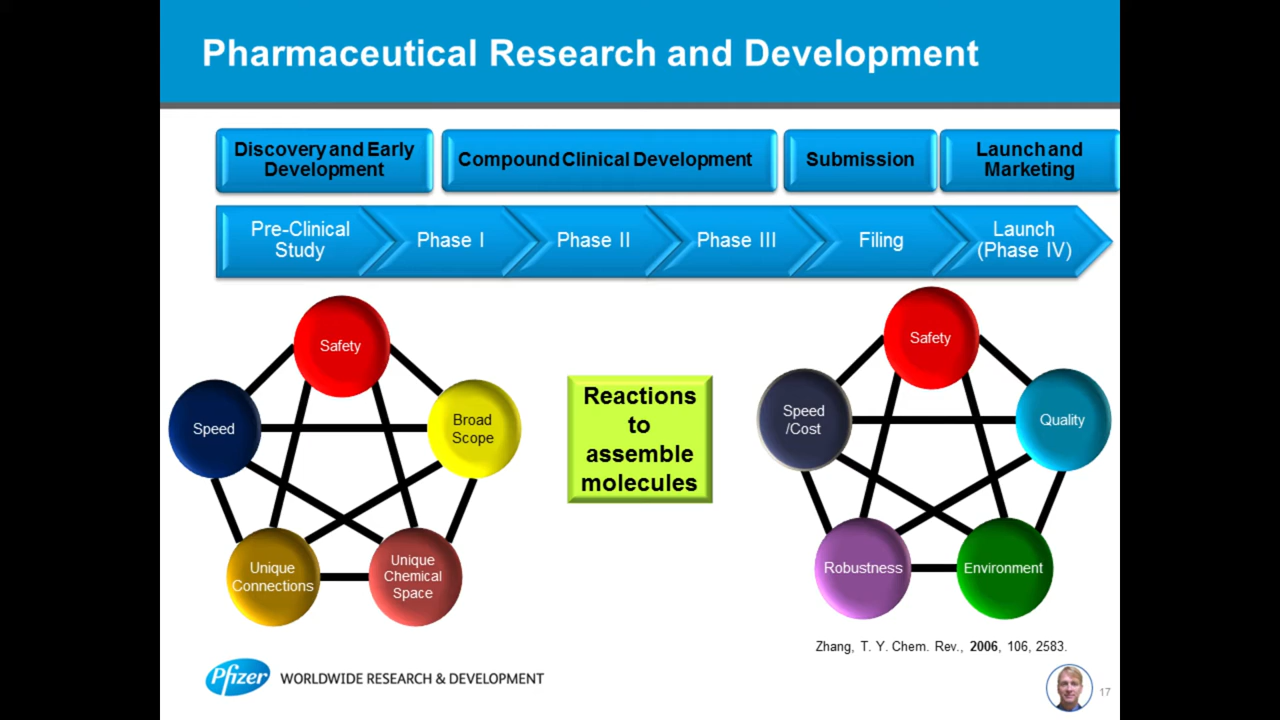 Pharmaceutical Research and Development
Discovery and Early
Development
Compound Clinical Development
Submission
Launch and
Marketing
Pre-Clinical
Study
Phase I
Phase II
Phase III
Filing
Launch
(Phase IV)
Safety
Speed
Broad
Scope
Unique
Connections
Unique
Chemical
Space
Reactions
to
assemble
molecules
Safety
Speed
/Cost
Quality
Robustness
Environment
Zhang, T. Y. Chem. Rev., 2006, 106, 2583.
Pfizer WORLDWIDE RESEARCH & DEVELOPMENT
17